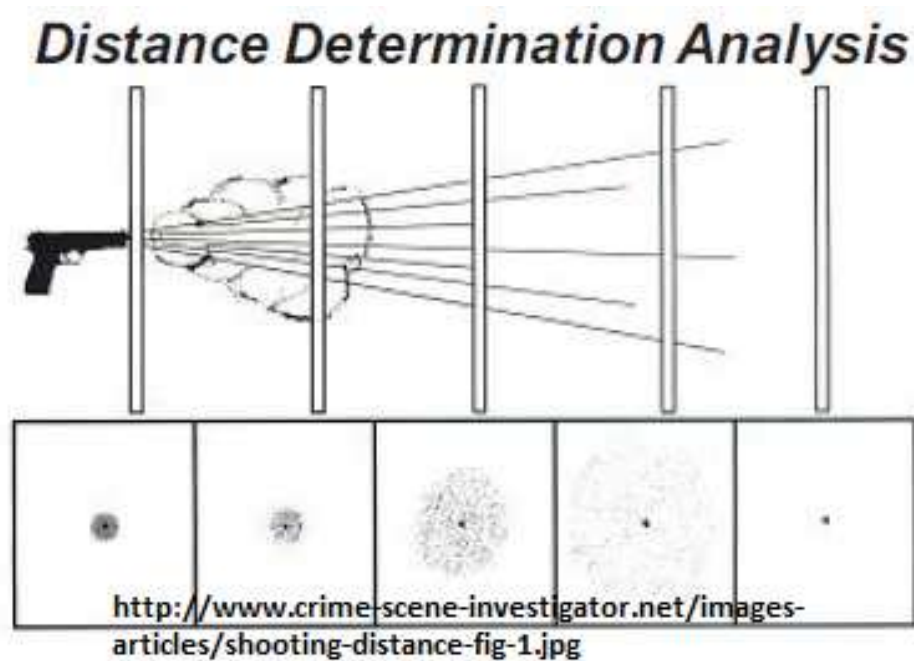 Distance Determination Analysis
http://www.crime-scene-investigator.net/images-
articles/shooting-distance-fig-1.jpg